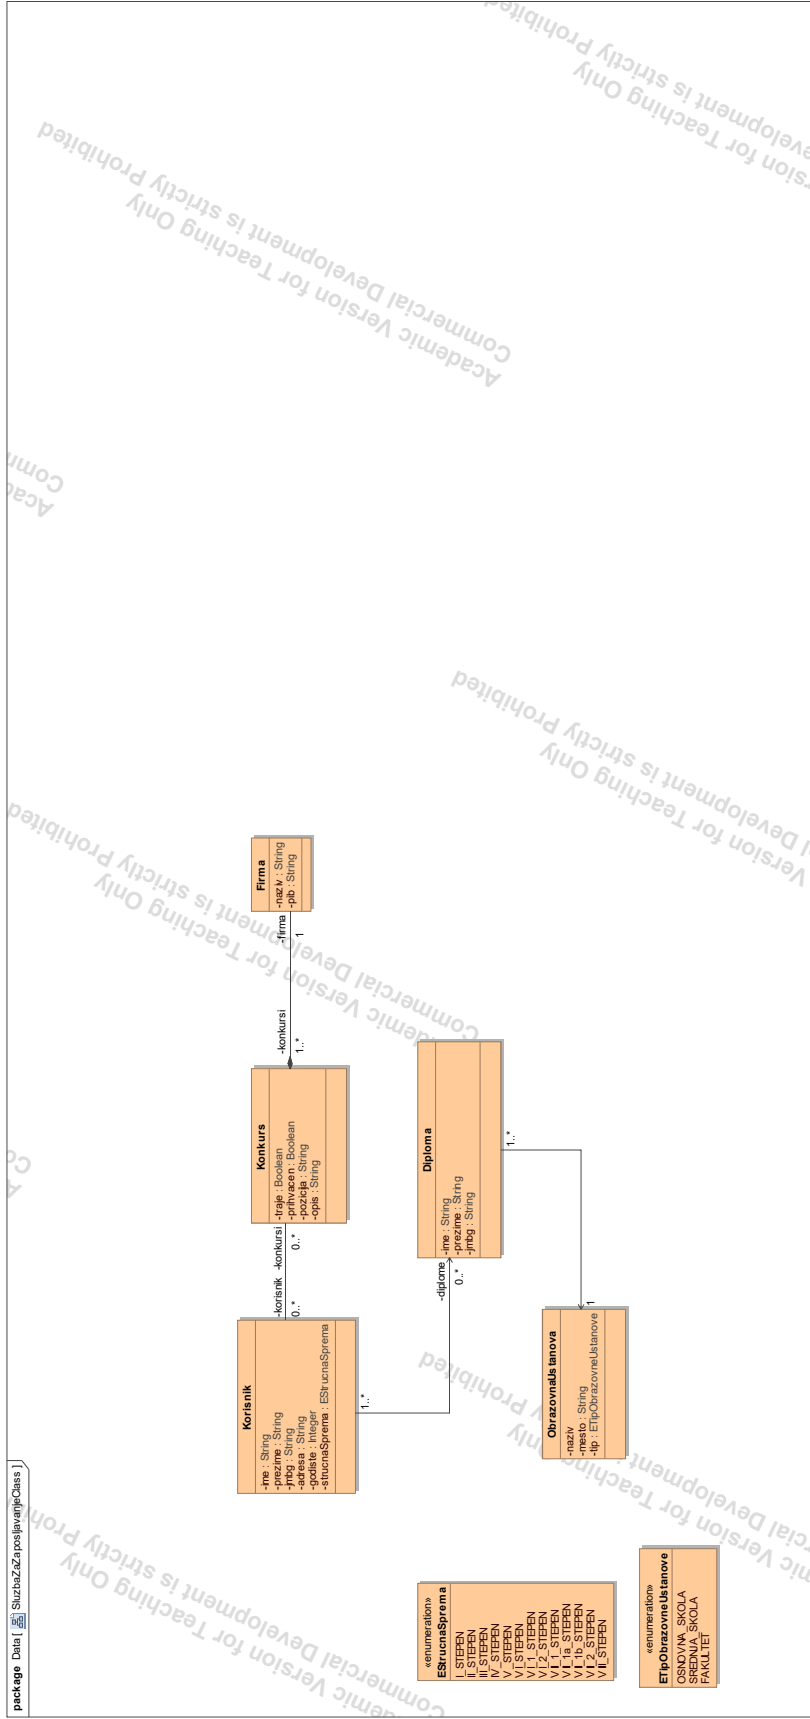 package Data [ SluzbaZaZaposljavanjeClass ]
Korisnik
-ime : String
-prezime : String
-jmbg : String
-adresa : String
-godiste : Integer
-strucnaSprema : EStrucnaSprema
-korisnik
0..*
-konkursi
0..*
Konkurs
-traje : Boolean
-prihvacen : Boolean
-pozicija : String
-opis : String
-konkursi
1..*
-firma
1
Firma
-naziv : String
-pib : String
1..*
-diplome
0..*
Diploma
-ime : String
-prezime : String
-jmbg : String
1..*
1
ObrazovnaUstanova
-naziv
-mesto : String
-tip : ETipObrazovneUstanove
«enumeration»
EStrucnaSprema
I_STEPEN
II_STEPEN
III_STEPEN
IV_STEPEN
V_STEPEN
VI_STEPEN
VI_1_STEPEN
VI_2_STEPEN
VII_1_STEPEN
VII_1a_STEPEN
VII_1b_STEPEN
VII_2_STEPEN
VIII_STEPEN
«enumeration»
ETipObrazovneUstanove
OSNOVNA_SKOLA
SREDNJA_SKOLA
FAKULTET
Academic Version for Teaching Only
Commercial Development is strictly Prohibited